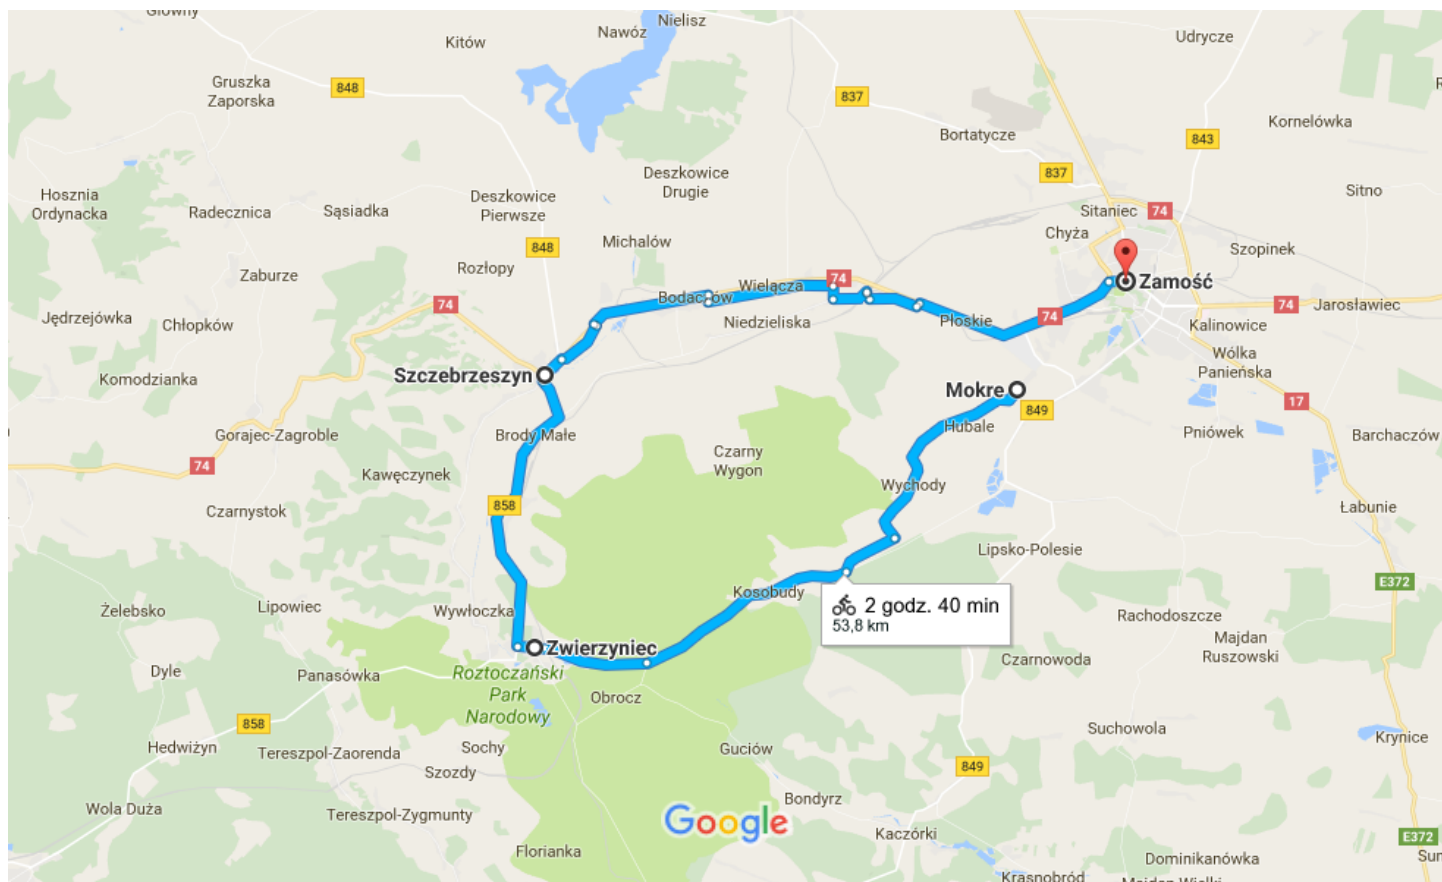 Główny
Kitów
Nawóz
Nielisz
Udrycze
Gruszka
Zaporska
848
837
Bortatycze
843
Kornelówka
Hosznia
Ordynacka
Radecznica
Sąsiadka
Deszkowice
Pierwsze
Deszkowice
Drugie
837
Sitno
Sitaniec
74
Chyża
Szopinek
848
Michalów
Rozłopy
Zaburze
Wielącza
74
Zamość
Bodaczów
74
Jędrzejówka
Chłopków
Niedzieliska
Płoskie
74
74
Jarosławiec
Kalinowice
Wólka
Panieńska
Szczebrzeszyn
Komodzianka
Mokre
849
17
Gorajec-Zagroble
Brody Małe
Hubale
Pniówek
Barchaczów
74
Kawęczynek
Czarny
Wygon
Wychody
Czarnystok
858
Łabunie
Lipsko-Polesie
E372
Żelebsko
Lipowiec
Wywłoczka
Kosobudy
2 godz. 40 min
53,8 km
Rachodoszcze
Majdan
Ruszowski
Zwierzyniec
Czarnowoda
Dyle
Panasówka
Roztoczański
Park
Narodowy
Obrocz
858
Hedwiżyn
Tereszpol-Zaorenda
Sochy
Szozdy
Guciów
Suchowola
Krynice
849
Wola Duża
Tereszpol-Zygmunty
Bondyrz
Google
Kaczórki
E372
Florianka
Dominikanówka
Krasnobród
Majdan Wielki